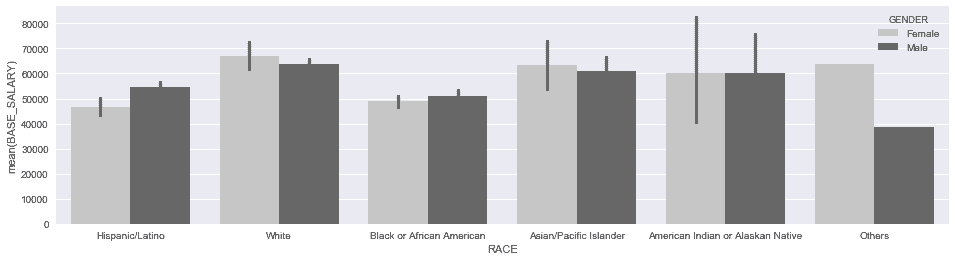 80000
70000
60000
50000
40000
30000
20000
10000
0
mean(BASE_SALARY)
GENDER
Female
Male
Hispanic/Latino
White
Black or African American
Asian/Pacific Islander
American Indian or Alaskan Native
Others
RACE